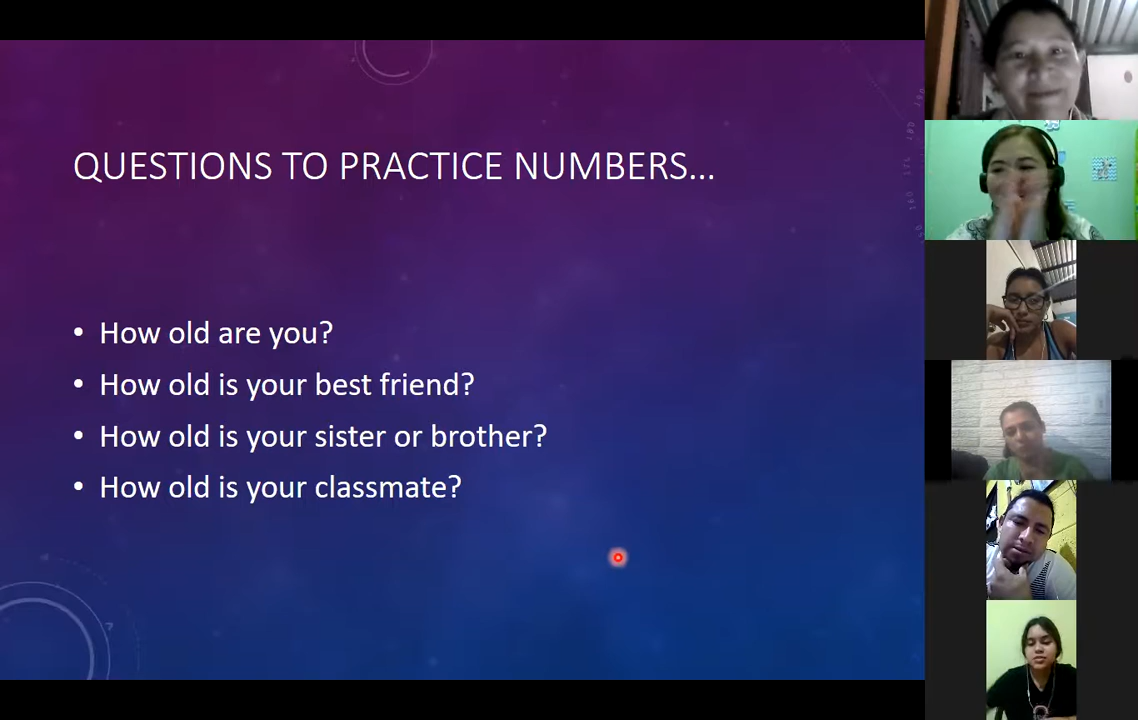 QUESTIONS TO PRACTICE NUMBERS...
• How old are you?
• How old is your best friend?
• How old is your sister or brother?
• How old is your classmate?